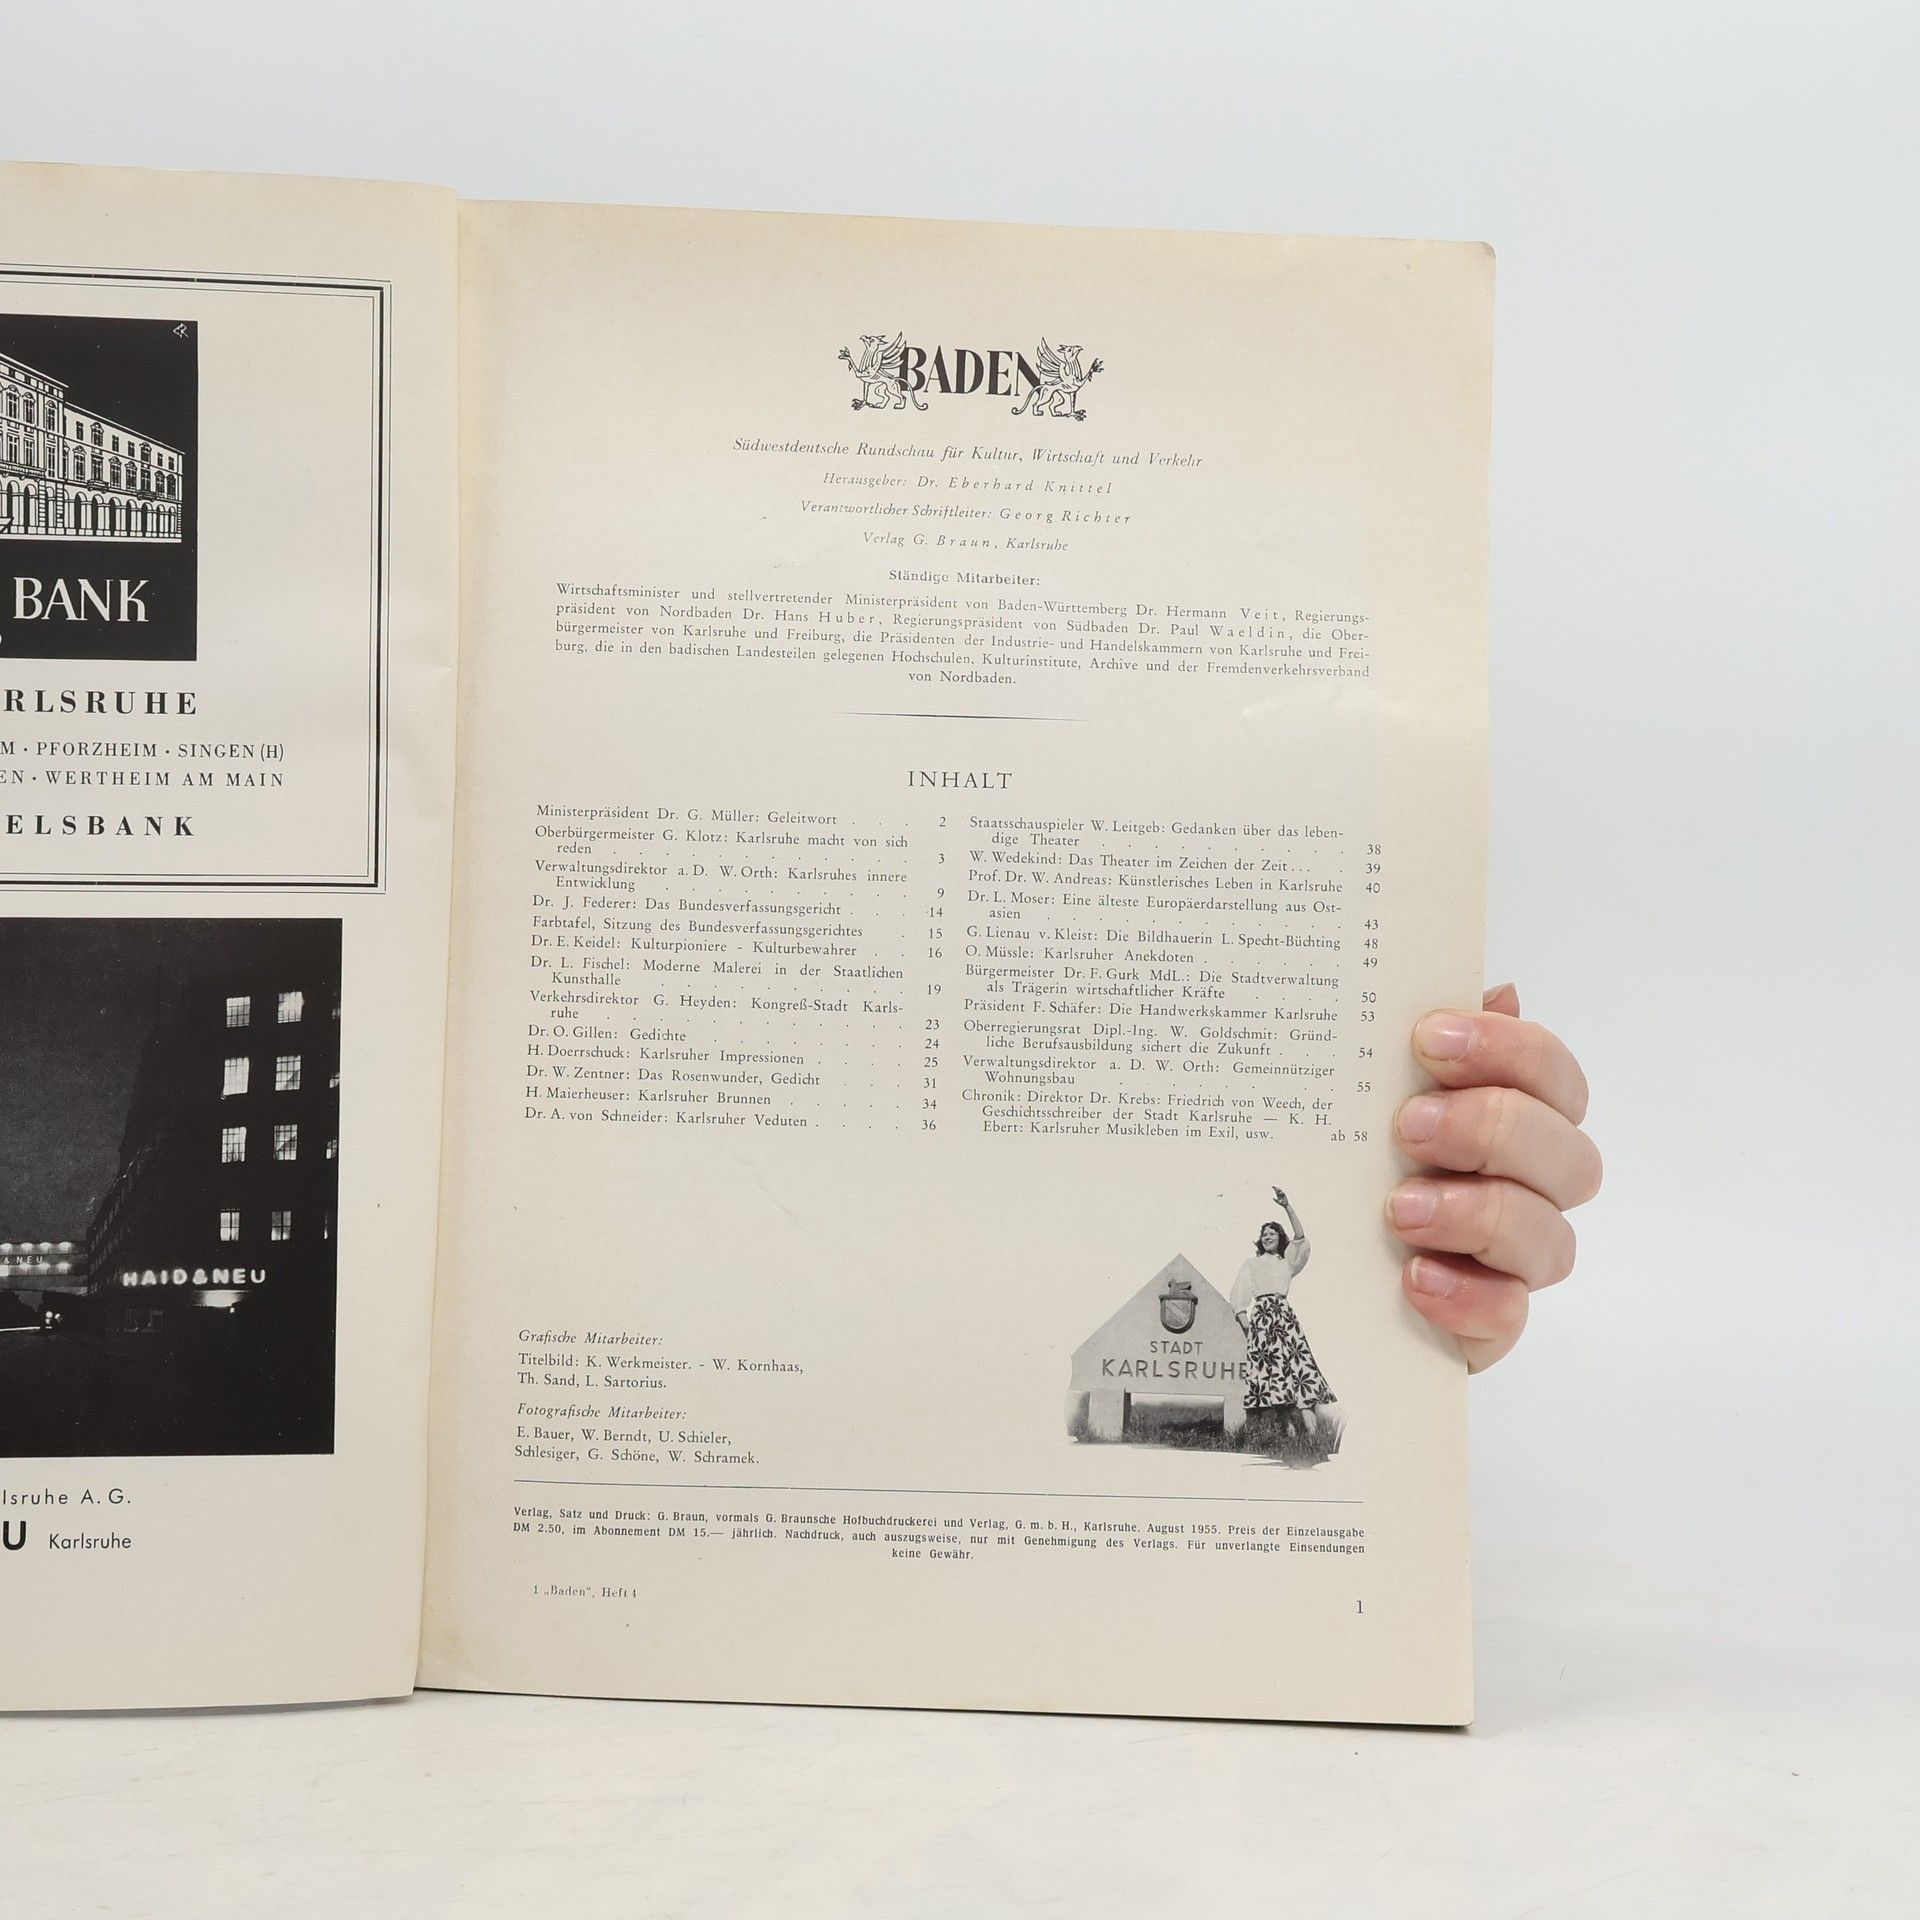 BANK
RLSRUHE
M · PFORZHEIM · SINGEN (H)
EN · WERTHEIM AM MAIN
ELSBANK
& NEU
HAID & NEU
lsruhe A. G.
U Karlsruhe
BADEN
Südwestdeutsche Rundschau für Kultur, Wirtschaft und Verkehr
Herausgeber: Dr. Eberhard Knittel
Verantwortlicher Schriftleiter: Georg Richter
Verlag G. Braun, Karlsruhe
Ständige Mitarbeiter:
Wirtschaftsminister und stellvertretender Ministerpräsident von Baden-Württemberg Dr. Hermann Veit, Regierungs-
präsident von Nordbaden Dr. Hans Huber, Regierungspräsident von Südbaden Dr. Paul Waeldin, die Ober-
bürgermeister von Karlsruhe und Freiburg, die Präsidenten der Industrie- und Handelskammern von Karlsruhe und Frei-
burg, die in den badischen Landesteilen gelegenen Hochschulen, Kulturinstitute, Archive und der Fremdenverkehrsverband
von Nordbaden.
INHALT
Ministerpräsident Dr. G. Müller: Geleitwort . . . 2
Oberbürgermeister G. Klotz: Karlsruhe macht von sich
reden . . . . . . . . . 3
Verwaltungsdirektor a. D. W. Orth: Karlsruhes innere
Entwicklung . . . . . . . . 9
Dr. J. Federer: Das Bundesverfassungsgericht . . . 14
Farbtafel, Sitzung des Bundesverfassungsgerichtes . 15
Dr. E. Keidel: Kulturpioniere - Kulturbewahrer . . 16
Dr. L. Fischel: Moderne Malerei in der Staatlichen
Kunsthalle . . . . . . . . 19
Verkehrsdirektor G. Heyden: Kongreß-Stadt Karls-
ruhe . . . . . . . . . 23
Dr. O. Gillen: Gedichte . . . . . . 24
H. Doerrschuck: Karlsruher Impressionen . . . . 25
Dr. W. Zentner: Das Rosenwunder, Gedicht . . . 31
H. Maierheuser: Karlsruher Brunnen . . . . . 34
Dr. A. von Schneider: Karlsruher Veduten . . . . 36
Staatsschauspieler W. Leitgeb: Gedanken über das leben-
dige Theater . . . . . . . . 38
W. Wedekind: Das Theater im Zeichen der Zeit . . . . 39
Prof. Dr. W. Andreas: Künstlerisches Leben in Karlsruhe 40
Dr. L. Moser: Eine älteste Europäerdarstellung aus Ost-
asien . . . . . . . . . 43
G. Lienau v. Kleist: Die Bildhauerin L. Specht-Büchting 48
O. Müssle: Karlsruher Anekdoten . . . . . . 49
Bürgermeister Dr. F. Gurk MdL.: Die Stadtverwaltung
als Trägerin wirtschaftlicher Kräfte . . . . 50
Präsident F. Schäfer: Die Handwerkskammer Karlsruhe 53
Oberregierungsrat Dipl.-Ing. W. Goldschmit: Gründ-
liche Berufsausbildung sichert die Zukunft . . . . 54
Verwaltungsdirektor a. D. W. Orth: Gemeinnütziger
Wohnungsbau . . . . . . . 55
Chronik: Direktor Dr. Krebs: Friedrich von Weech, der
Geschichtsschreiber der Stadt Karlsruhe — K. H.
Ebert: Karlsruher Musikleben im Exil, usw. ab 58
STADT
KARLSRUHE
Grafische Mitarbeiter:
Titelbild: K. Werkmeister. - W. Kornhaas,
Th. Sand, L. Sartorius.
Fotografische Mitarbeiter:
E. Bauer, W. Berndt, U. Schieler,
Schlesiger, G. Schöne, W. Schramek.
Verlag, Satz und Druck: G. Braun, vormals G. Braunsche Hofbuchdruckerei und Verlag, G. m. b. H., Karlsruhe. August 1955. Preis der Einzelausgabe
DM 2.50, im Abonnement DM 15.— jährlich. Nachdruck, auch auszugsweise, nur mit Genehmigung des Verlags. Für unverlangte Einsendungen
keine Gewähr.
1 „Baden“, Heft 4
1